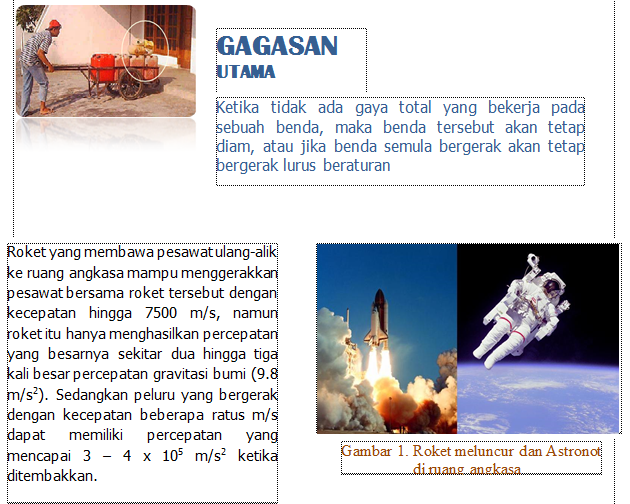 GAGASAN
UTAMA
Ketika tidak ada gaya total yang bekerja pada
sebuah benda, maka benda tersebut akan tetap
diam, atau jika benda semula bergerak akan tetap
bergerak lurus beraturan
Roket yang membawa pesawat ulang-alik
ke ruang angkasa mampu menggerakkan
pesawat bersama roket tersebut dengan
kecepatan hingga 7500 m/s, namun
roket itu hanya menghasilkan percepatan
yang besarnya sekitar dua hingga tiga
kali besar percepatan gravitasi bumi (9.8
m/s²). Sedangkan peluru yang bergerak
dengan kecepatan beberapa ratus m/s
dapat memiliki percepatan yang
mencapai 3 – 4 x 10⁵ m/s² ketika
ditembakkan.
Gambar 1. Roket meluncur dan Astronot
di ruang angkasa